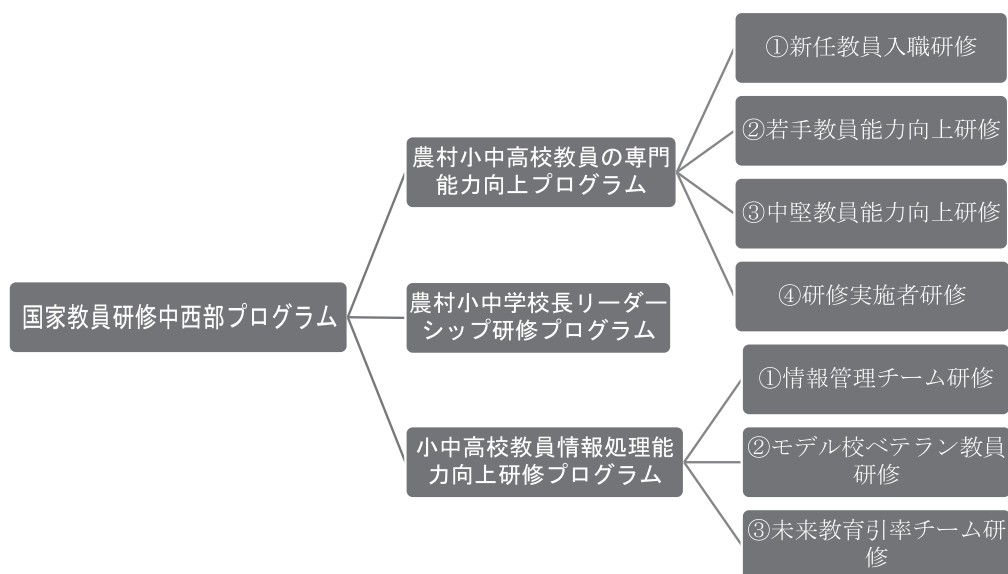 国家教員研修中西部プログラム
農村小中高校教員の専門
能力向上プログラム
①新任教員入職研修
②若手教員能力向上研修
③中堅教員能力向上研修
④研修実施者研修
農村小中学校長リーダー
シップ研修プログラム
小中高校教員情報処理能
力向上研修プログラム
①情報管理チーム研修
②モデル校ベテラン教員
研修
③未来教育引率チーム研
修